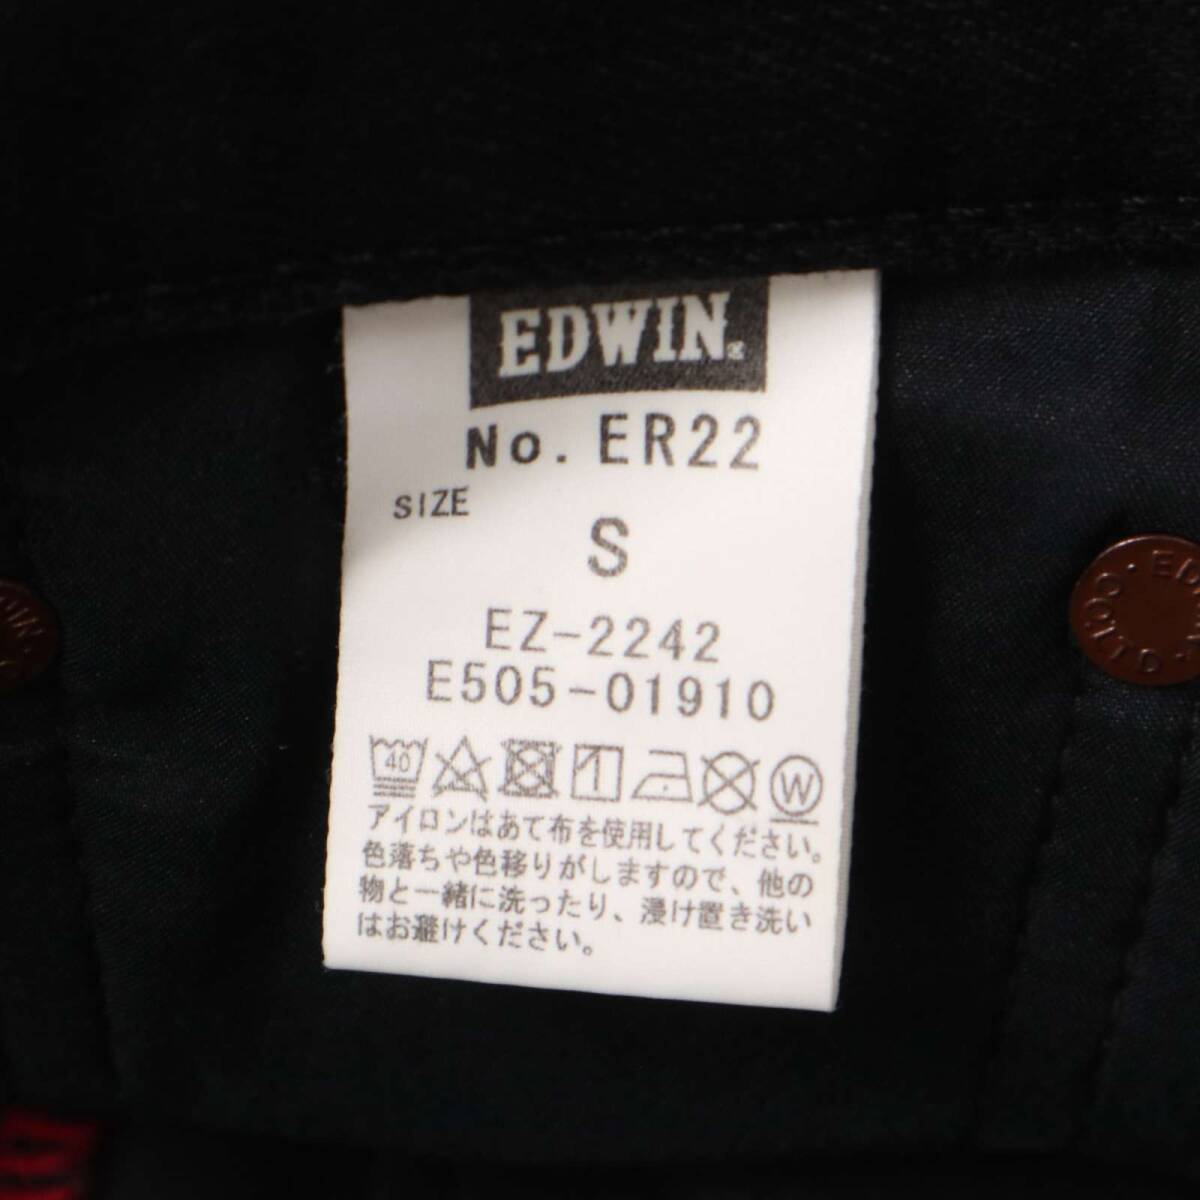 EDWIN®
No. ER22
SIZE
S
EZ-2242
E505-01910
40
W
アイロンはあて布を使用してください。
色落ちや色移りがしますので、他の
物と一緒に洗ったり、浸け置き洗い
はお避けください。